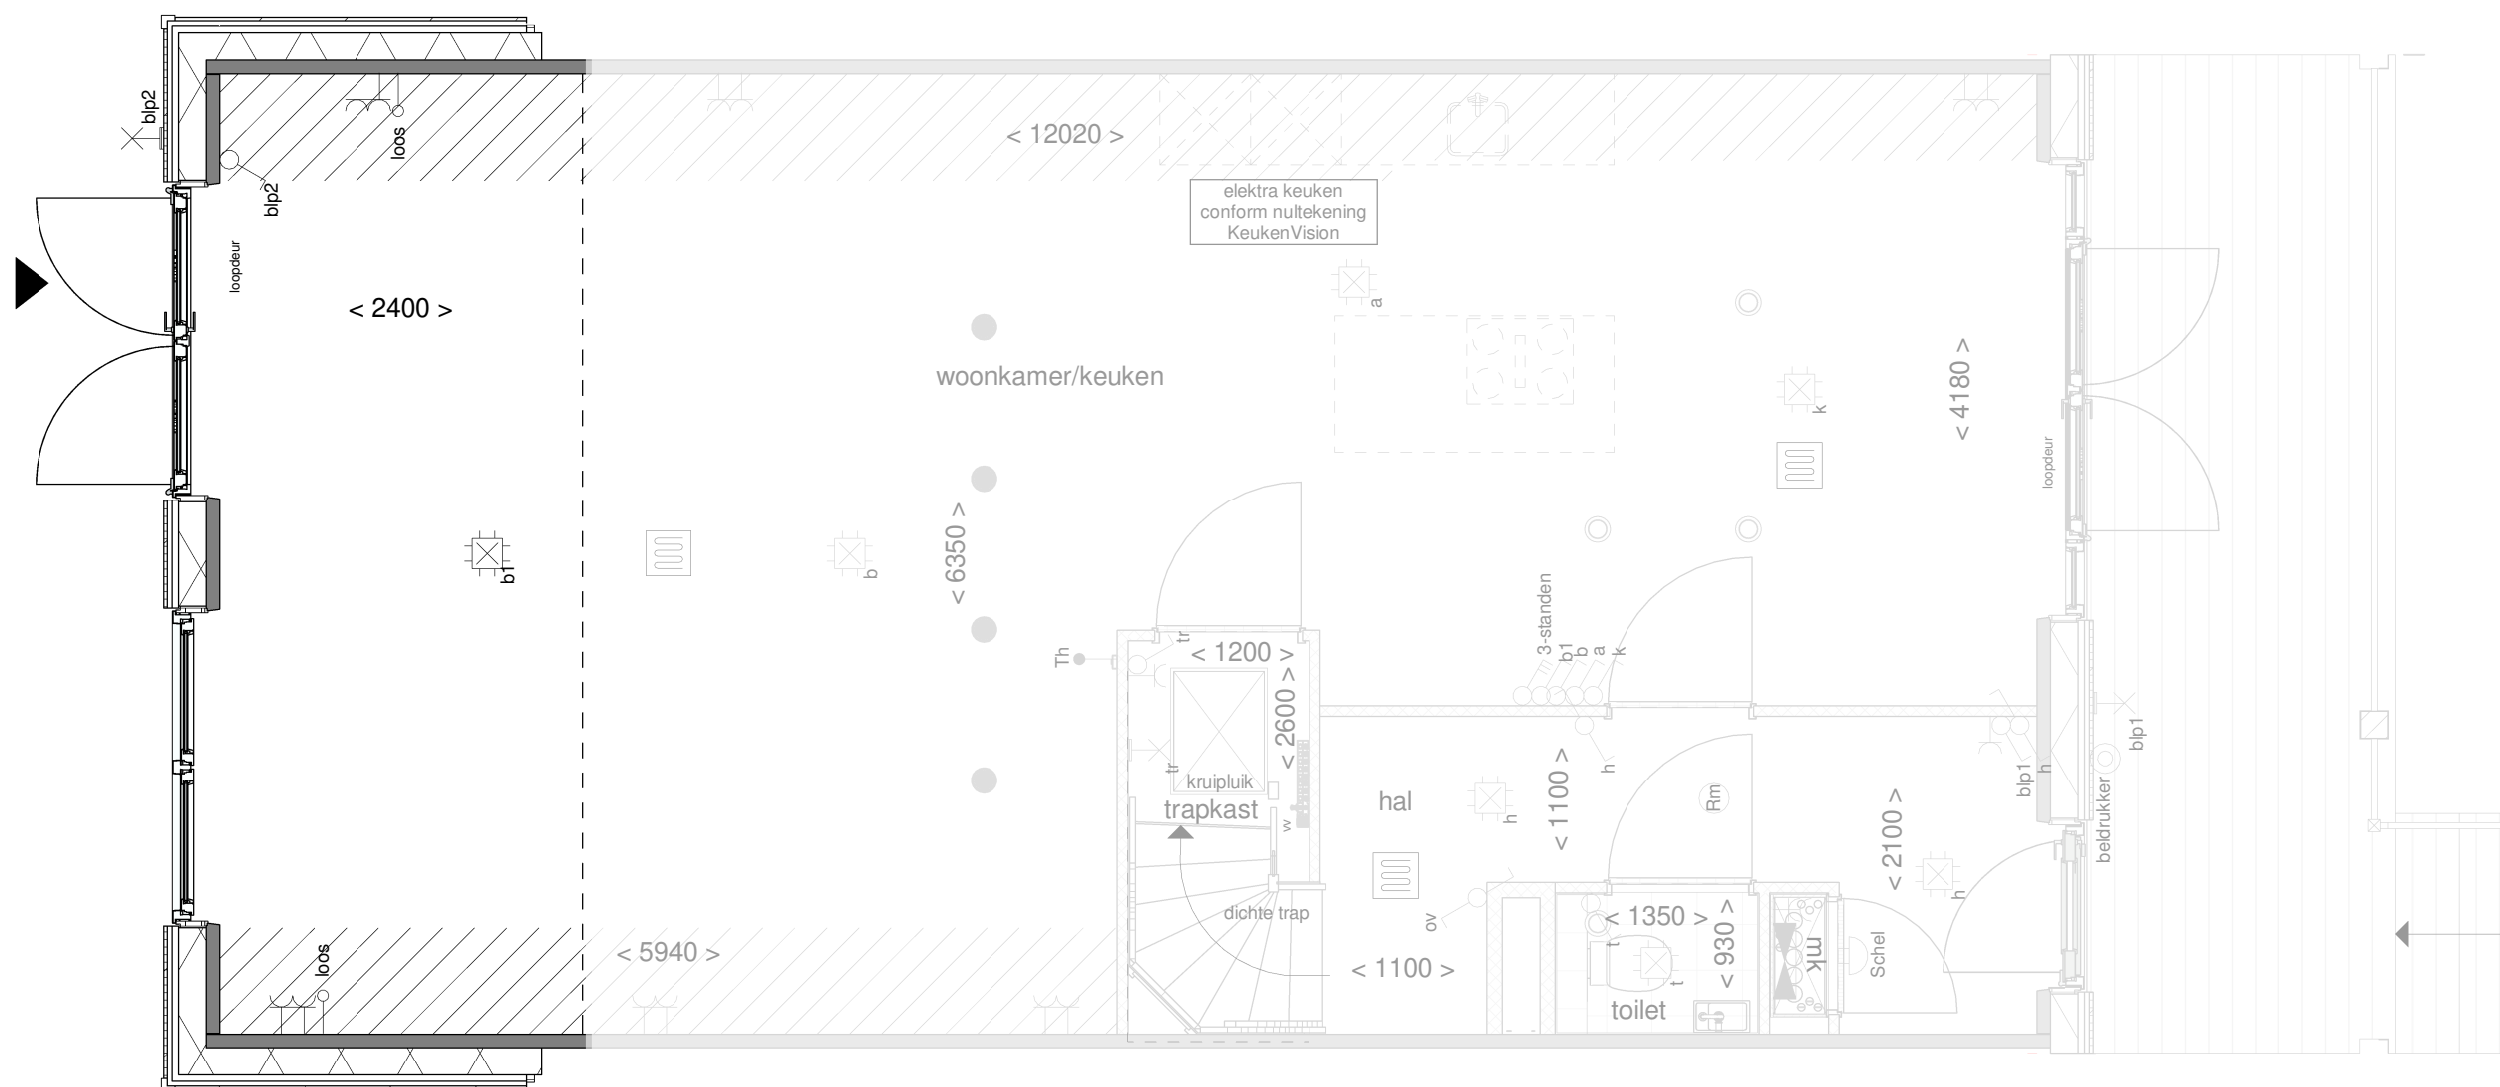 blp2
loos
blp2
loopdeur
< 2400 >
b1
loos
< 12020 >
elektra keuken
conform nultekening
KeukenVision
a
woonkamer/keuken
k
< 4180 >
loopdeur
b
< 6350 >
Th
tr
< 1200 >
< 2600 >
tr
kruipluik
trapkast
w
dichte trap
< 5940 >
3-standen
b1
b
a
k
h
hal
h
< 1100 >
Rm
blp1
h
blp1
beldrukker
< 2100 >
h
ov
< 1100 >
t
< 1350 >
< 930 >
t
toilet
mk
Schel